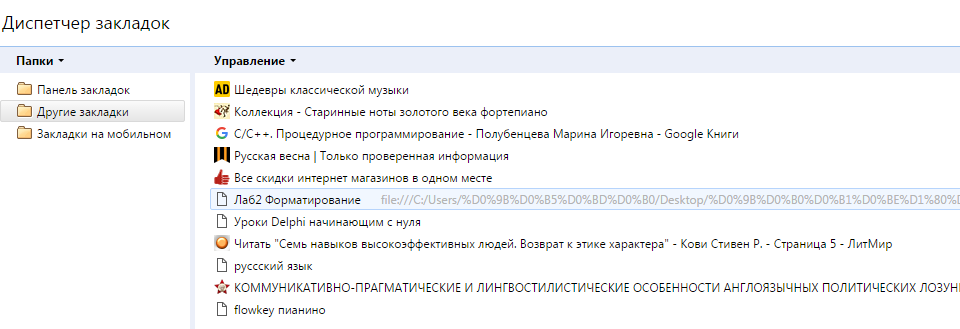 Диспетчер закладок
Папки
Управление
Панель закладок
Другие закладки
Закладки на мобильном
Шедевры классической музыки
Коллекция - Старинные ноты золотого века фортепиано
C/C++. Процедурное программирование - Полубенцева Марина Игоревна - Google Книги
Русская весна | Только проверенная информация
Все скидки интернет магазинов в одном месте
Лаб2 Форматирование file:///C:/Users/%D0%9B%D0%B5%D0%BD%D0%B0/Desktop/%D0%9B%D0%B0%D0%B1%D0%BE%D1%80%D
Уроки Delphi начинающим с нуля
Читать "Семь навыков высокоэффективных людей. Возврат к этике характера" - Кови Стивен Р. - Страница 5 - ЛитМир
руссский язык
КОММУНИКАТИВНО-ПРАГМАТИЧЕСКИЕ И ЛИНГВОСТИЛИСТИЧЕСКИЕ ОСОБЕННОСТИ АНГЛОЯЗЫЧНЫХ ПОЛИТИЧЕСКИХ ЛОЗУН
flowkey пианино